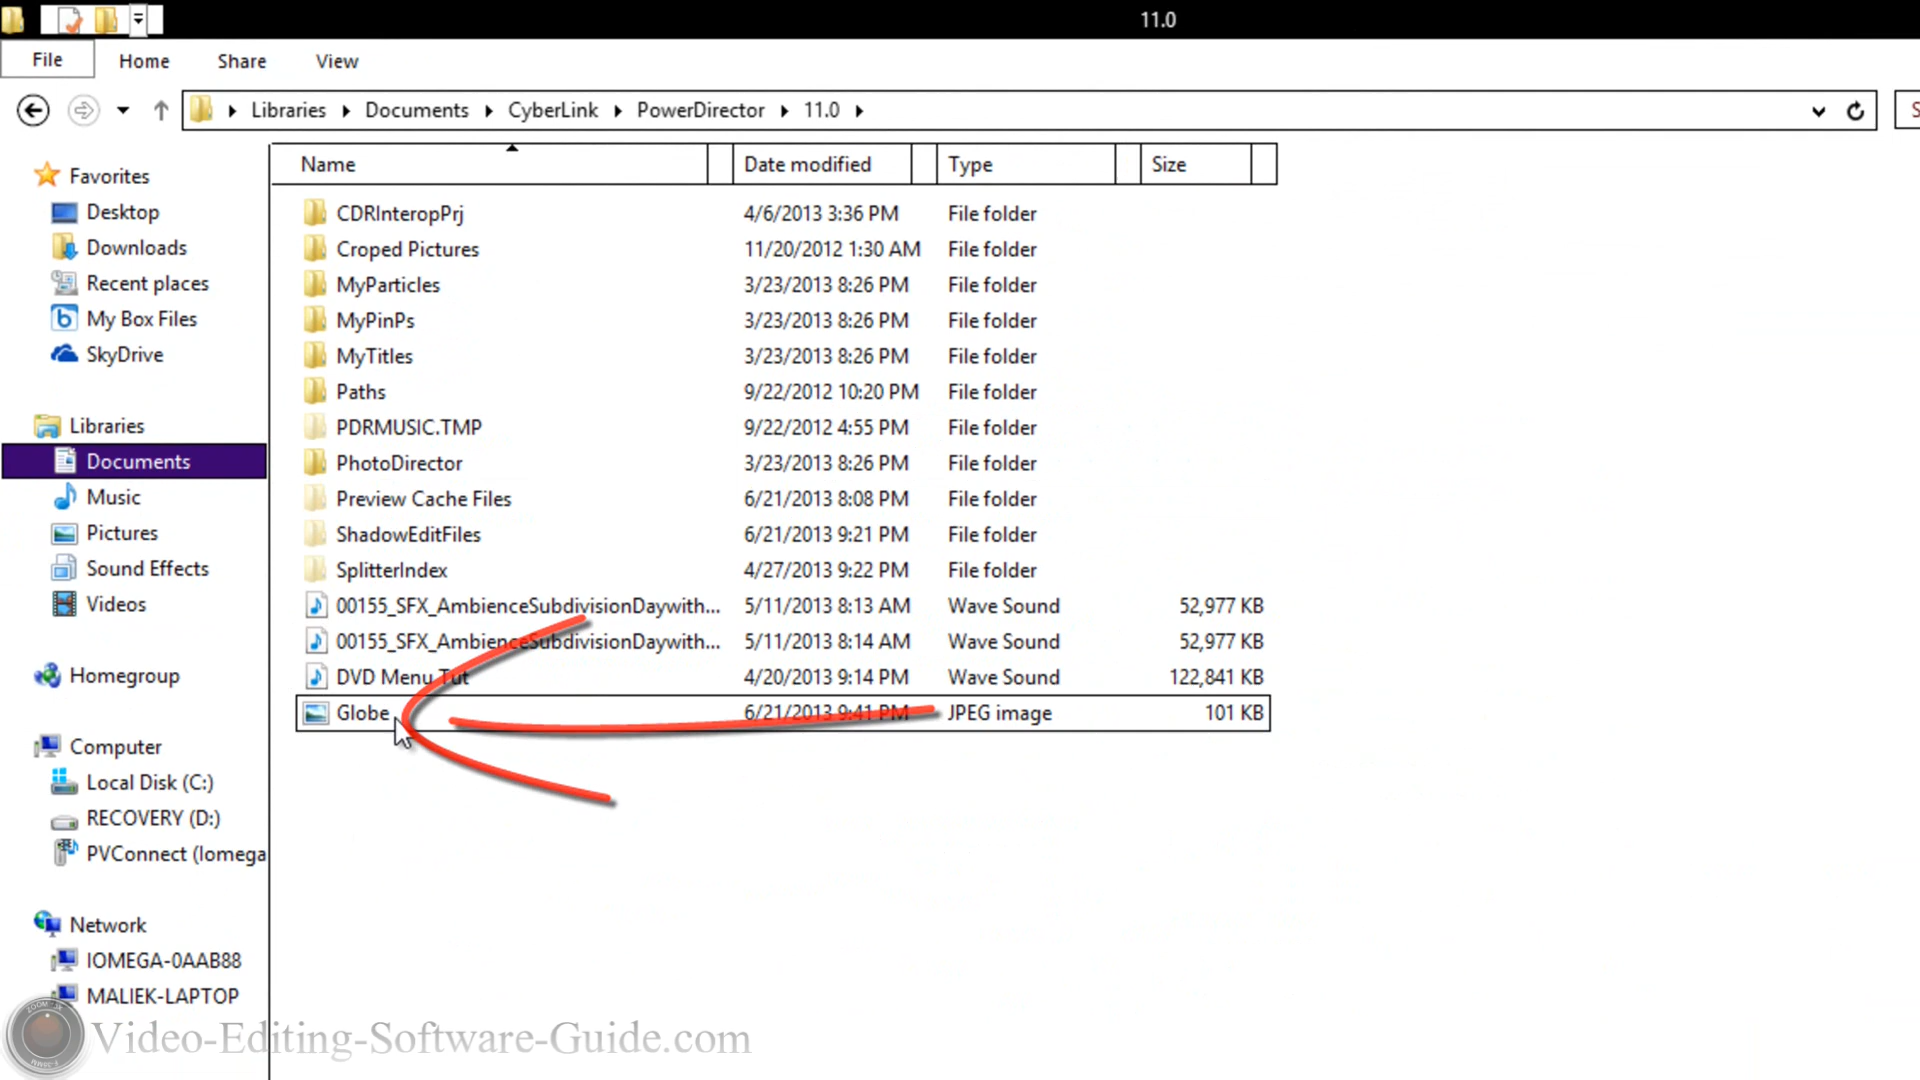 11.0
File Home Share View
Libraries Documents CyberLink PowerDirector 11.0
Name Date modified Type Size
Favorites
Desktop
Downloads
Recent places
My Box Files
SkyDrive
Libraries
Documents
Music
Pictures
Sound Effects
Videos
Homegroup
Computer
Local Disk (C:)
RECOVERY (D:)
PVConnect (Iomega
Network
IOMEGA-0AAB88
MALIEK-LAPTOP
CDRInteropPrj 4/6/2013 3:36 PM File folder
Croped Pictures 11/20/2012 1:30 AM File folder
MyParticles 3/23/2013 8:26 PM File folder
MyPinPs 3/23/2013 8:26 PM File folder
MyTitles 3/23/2013 8:26 PM File folder
Paths 9/22/2012 10:20 PM File folder
PDRMUSIC.TMP 9/22/2012 4:55 PM File folder
PhotoDirector 3/23/2013 8:26 PM File folder
Preview Cache Files 6/21/2013 8:08 PM File folder
ShadowEditFiles 6/21/2013 9:21 PM File folder
SplitterIndex 4/27/2013 9:22 PM File folder
00155_SFX_AmbienceSubdivisionDaywith... 5/11/2013 8:13 AM Wave Sound 52,977 KB
00155_SFX_AmbienceSubdivisionDaywith... 5/11/2013 8:14 AM Wave Sound 52,977 KB
DVD Menu Tut 4/20/2013 9:14 PM Wave Sound 122,841 KB
Globe 6/21/2013 9:41 PM JPEG image 101 KB
Video-Editing-Software-Guide.com